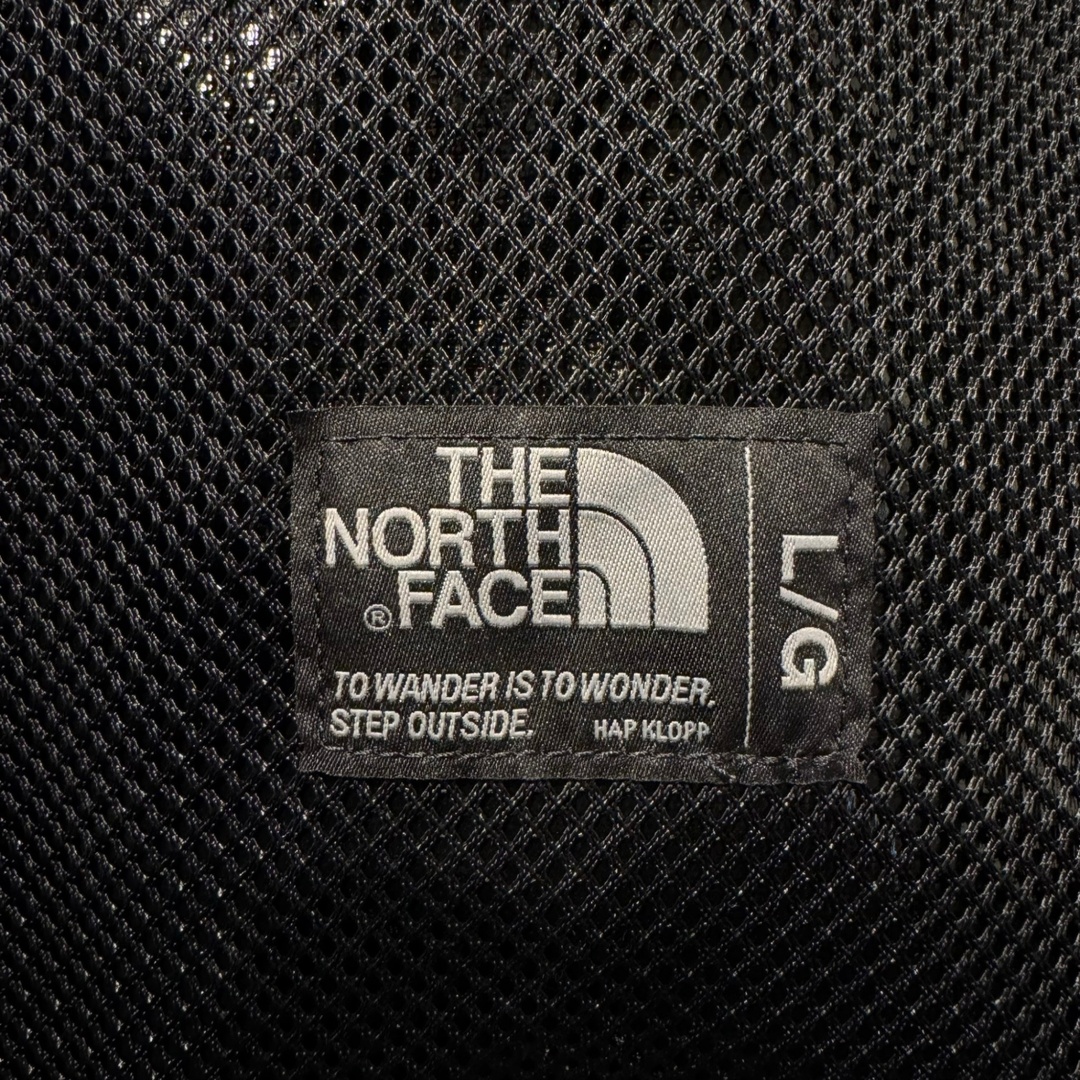 THE
NORTH
® FACE
L/G
TO WANDER IS TO WONDER.
STEP OUTSIDE. HAP KLOPP